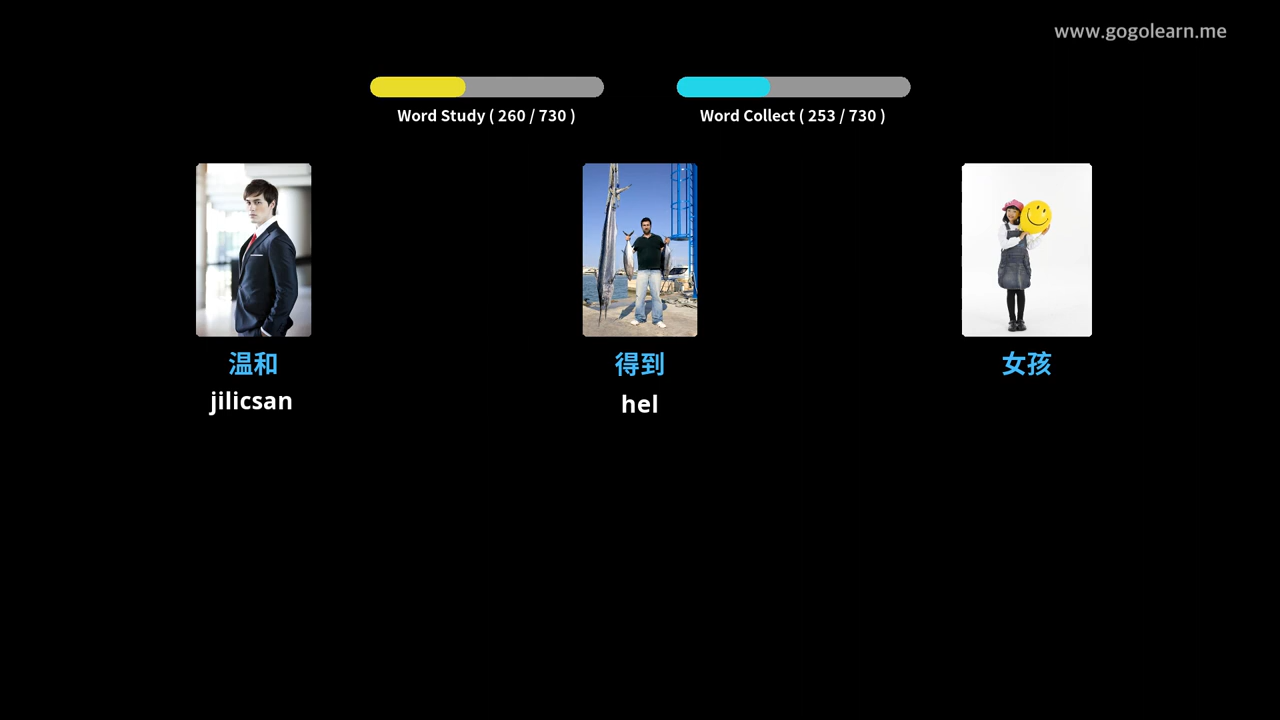 www.gogolearn.me
Word Study ( 260 / 730 )
Word Collect ( 253 / 730 )
温和
jilicsan
得到
hel
女孩